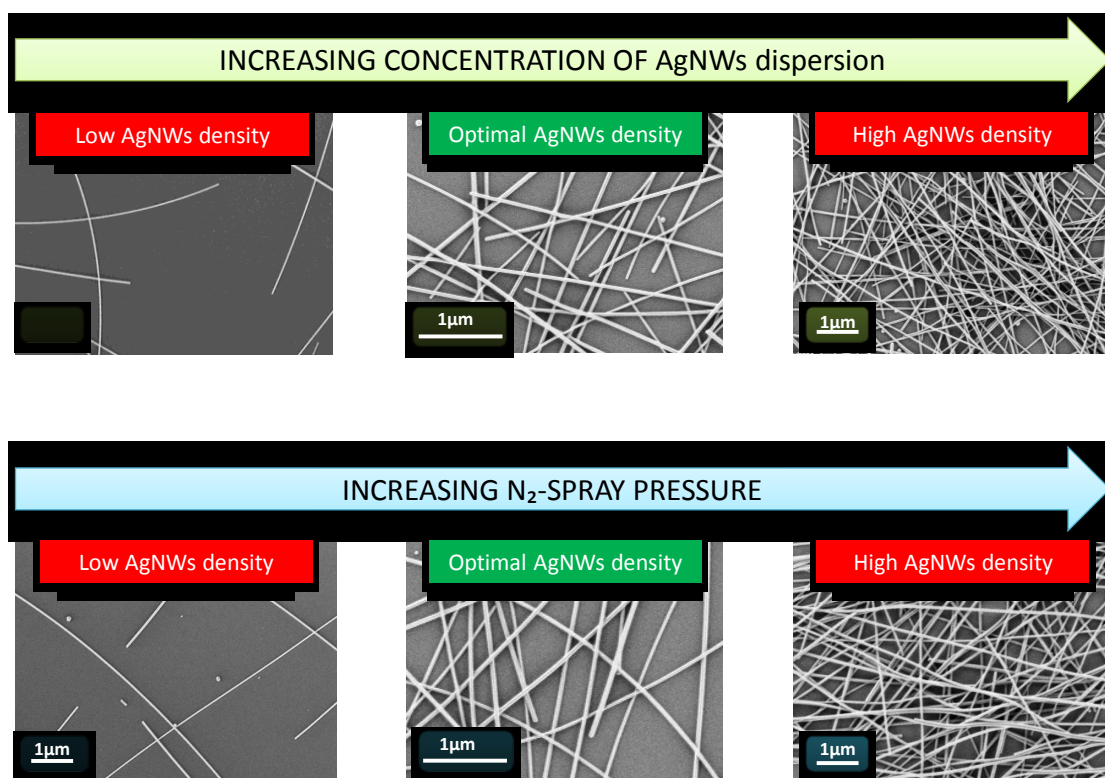 INCREASING CONCENTRATION OF AgNWs dispersion
Low AgNWs density
Optimal AgNWs density
High AgNWs density
1µm
1µm
INCREASING N₂-SPRAY PRESSURE
Low AgNWs density
Optimal AgNWs density
High AgNWs density
1µm
1µm
1µm